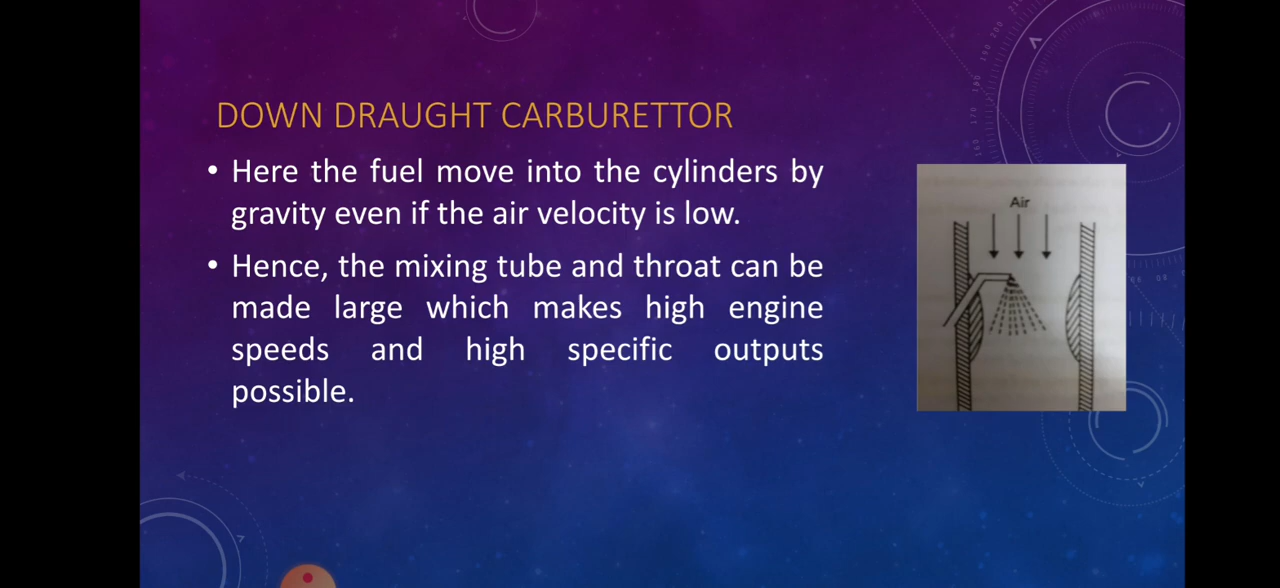 DOWN DRAUGHT CARBURETTOR
• Here the fuel move into the cylinders by
gravity even if the air velocity is low.
• Hence, the mixing tube and throat can be
made large which makes high engine
speeds and high specific outputs
possible.
Air